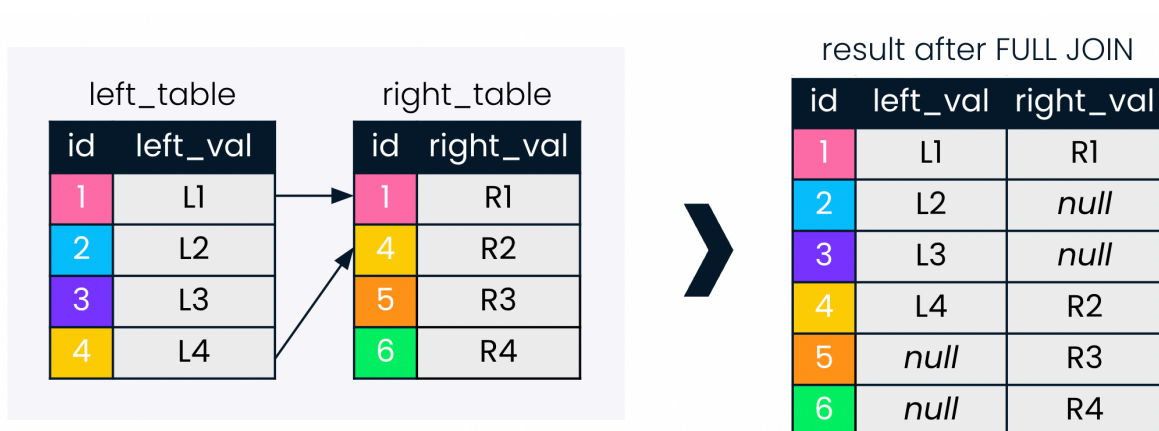 left_table
id left_val
1 L1
2 L2
3 L3
4 L4
right_table
id right_val
1 R1
4 R2
5 R3
6 R4
result after FULL JOIN
id left_val right_val
1 L1 R1
2 L2 null
3 L3 null
4 L4 R2
5 null R3
6 null R4